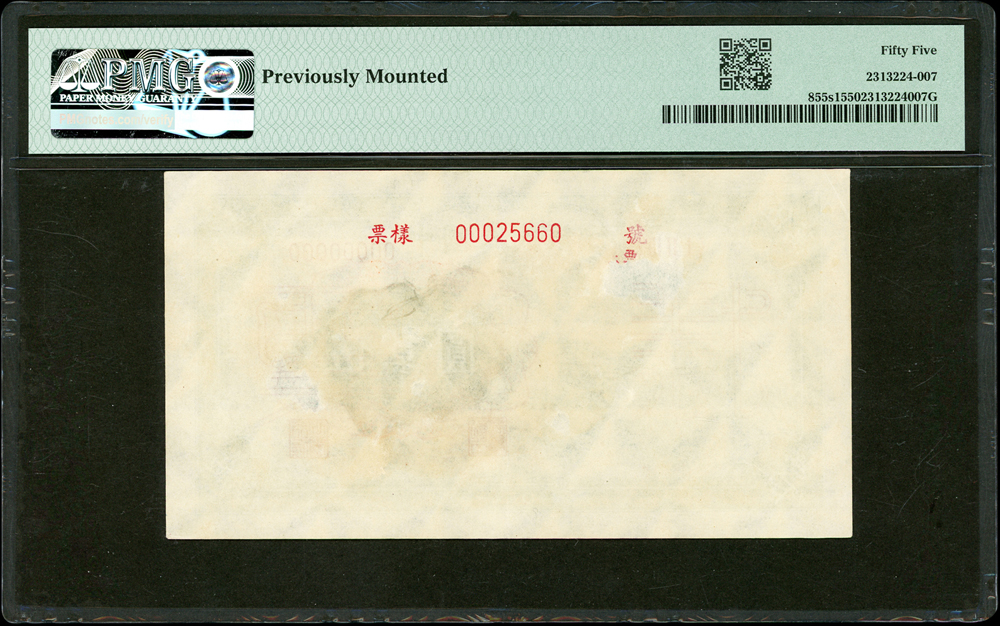 PMG
PAPER MONEY GUARANTY
Previously Mounted
Fifty Five
2313224-007
855s15502313224007G
票樣 00025660 號